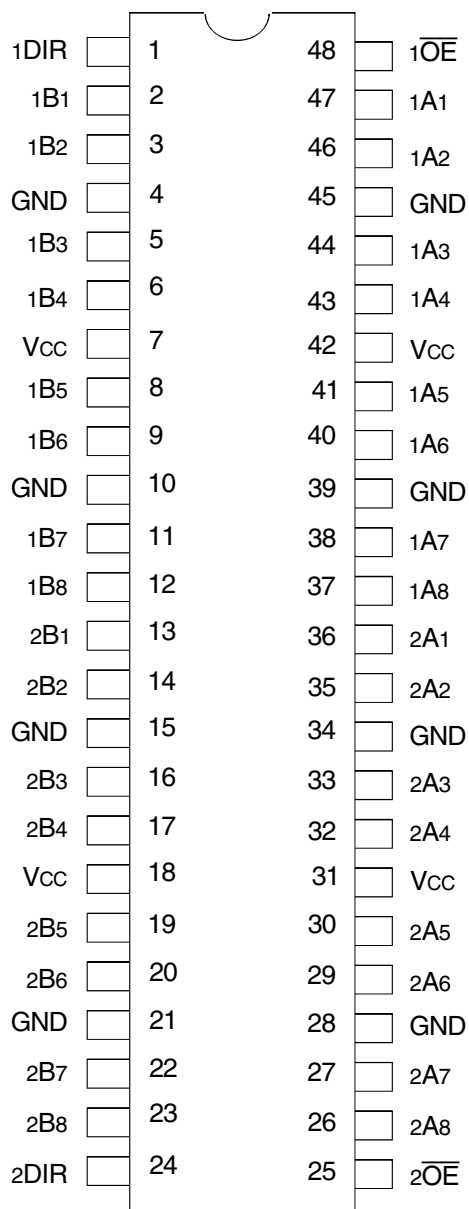 1DIR 1 48 1O̅E̅
1B1 2 47 1A1
1B2 3 46 1A2
GND 4 45 GND
1B3 5 44 1A3
1B4 6 43 1A4
VCC 7 42 VCC
1B5 8 41 1A5
1B6 9 40 1A6
GND 10 39 GND
1B7 11 38 1A7
1B8 12 37 1A8
2B1 13 36 2A1
2B2 14 35 2A2
GND 15 34 GND
2B3 16 33 2A3
2B4 17 32 2A4
VCC 18 31 VCC
2B5 19 30 2A5
2B6 20 29 2A6
GND 21 28 GND
2B7 22 27 2A7
2B8 23 26 2A8
2DIR 24 25 2O̅E̅